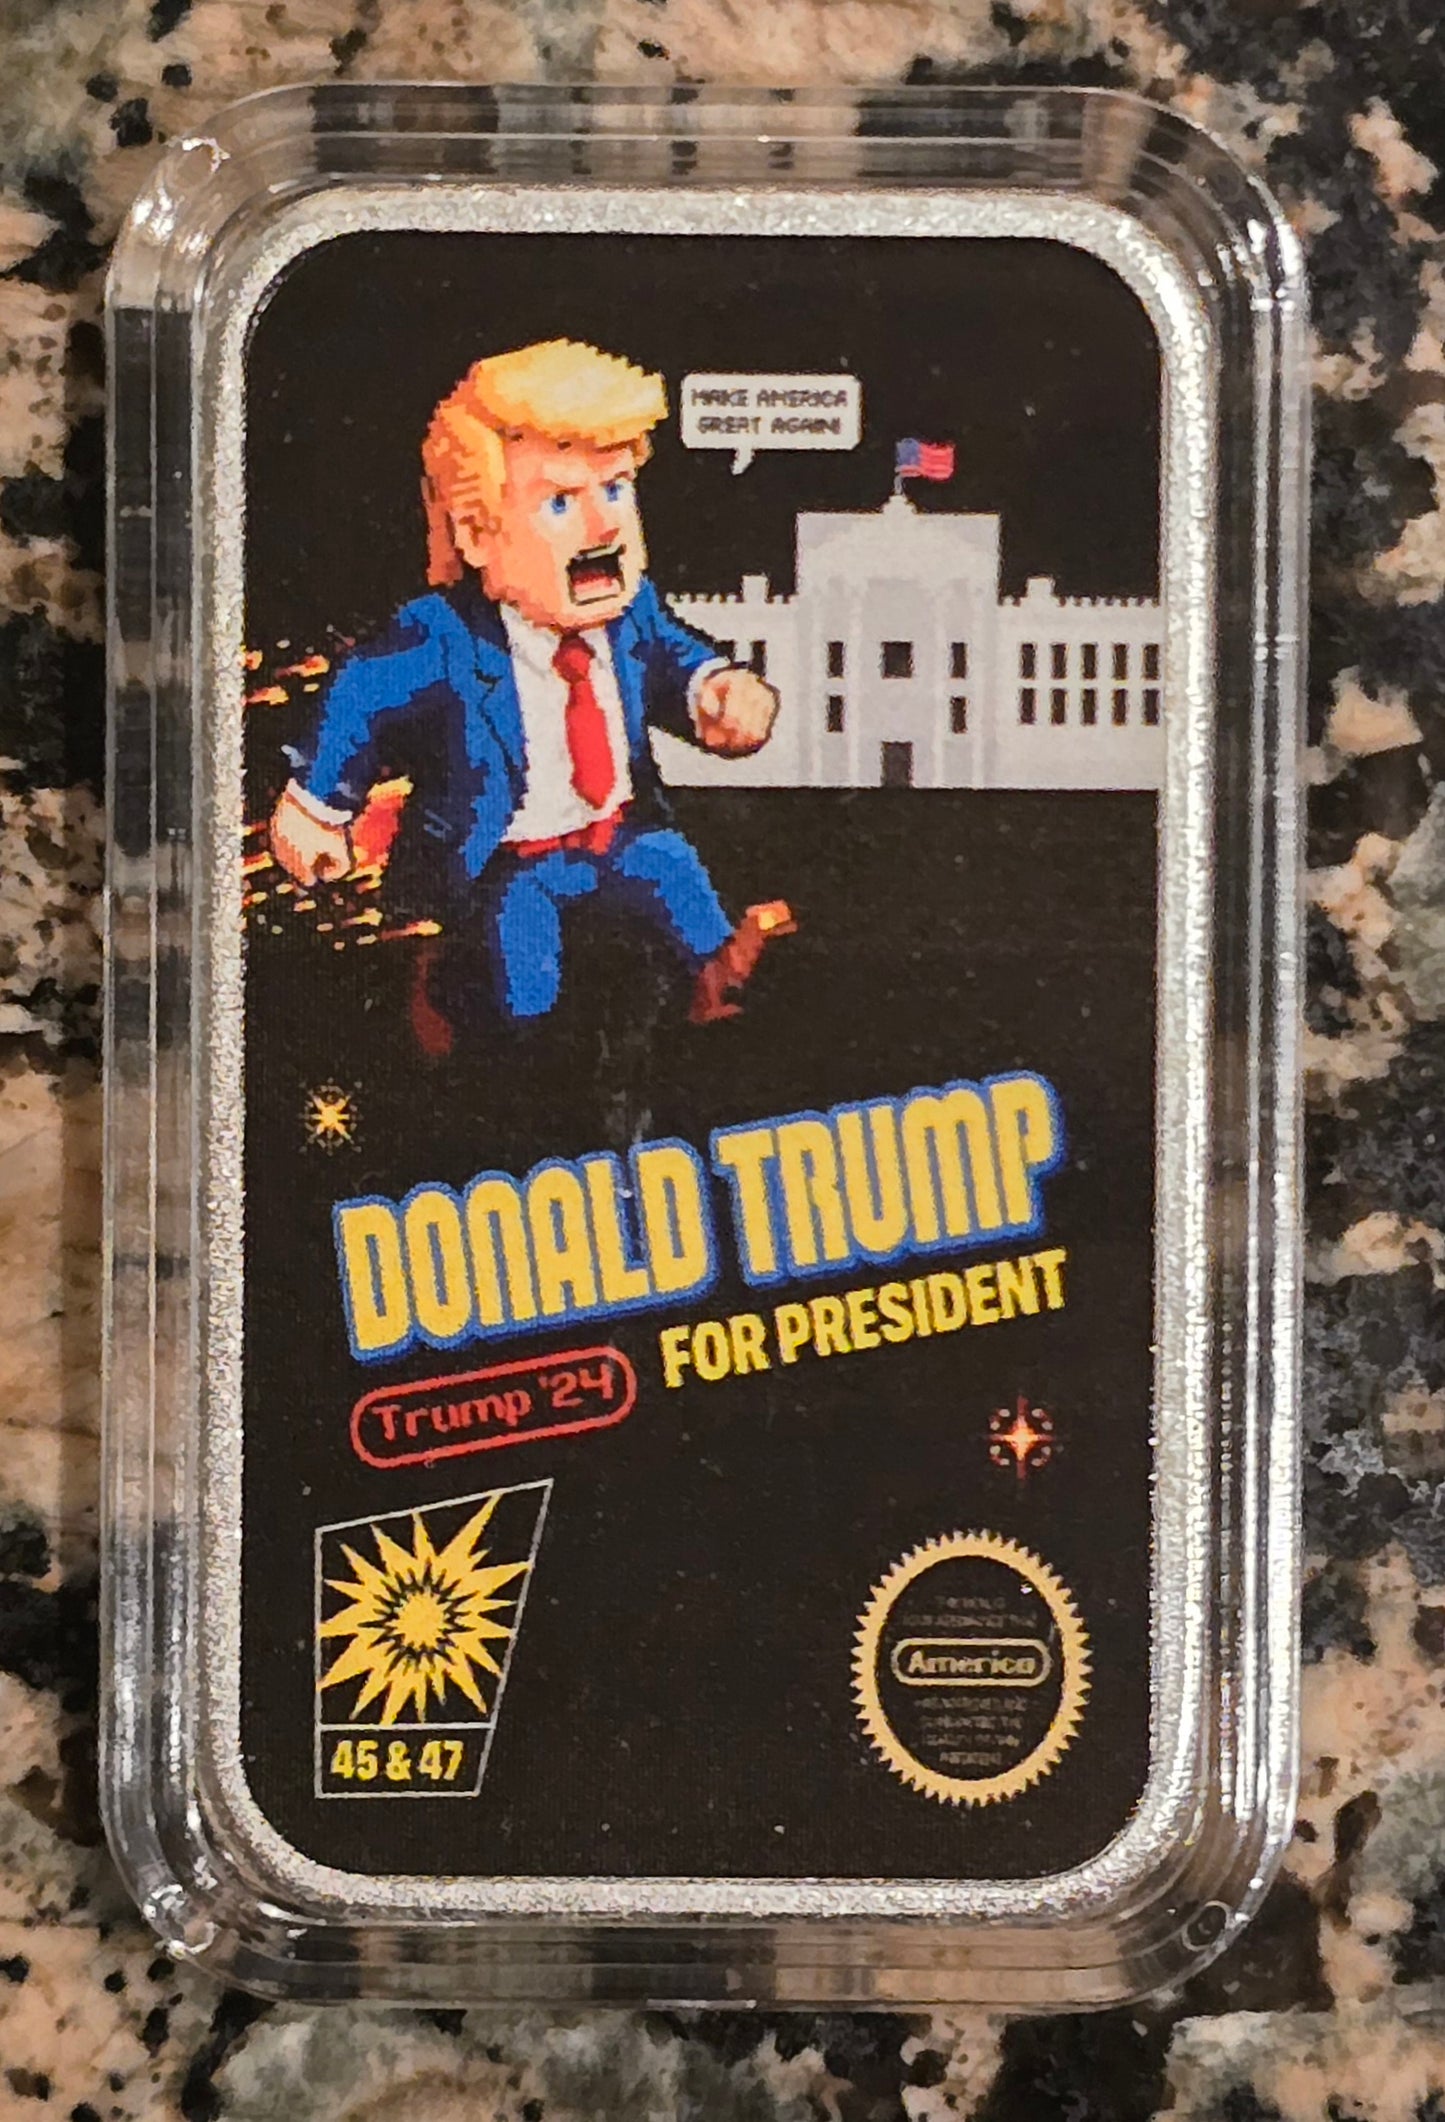 MAKE AMERICA
GREAT AGAIN!
DONALD TRUMP
FOR PRESIDENT
Trump '24
45 & 47
America